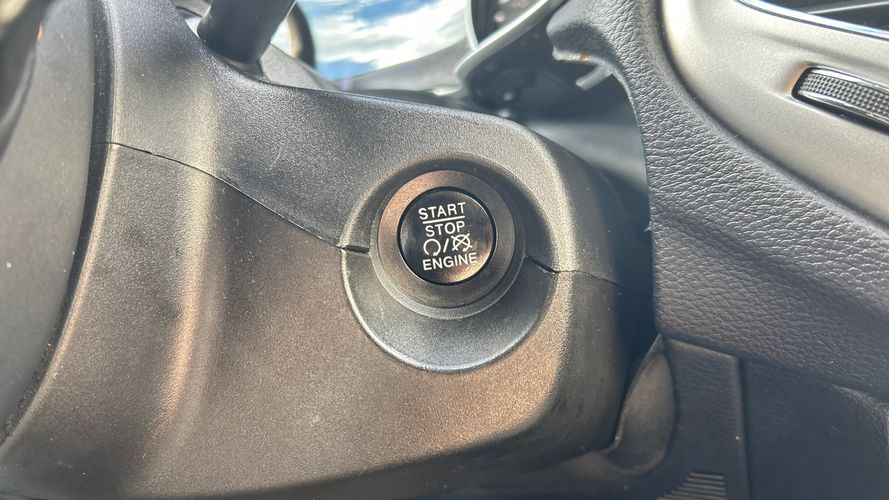 START
STOP
/
ENGINE